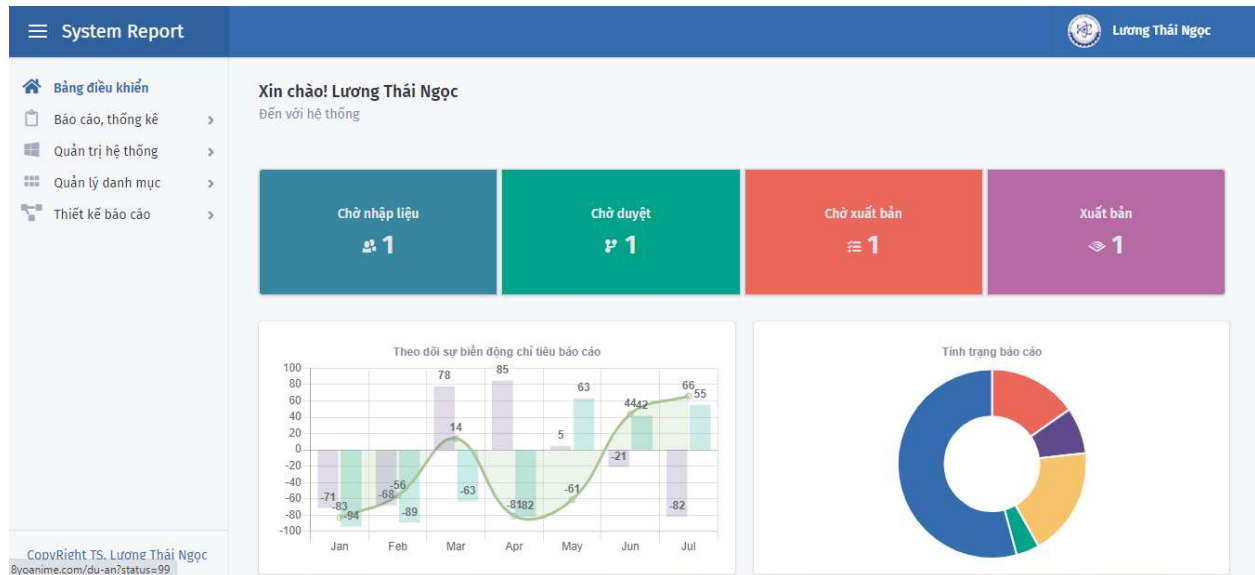 System Report
Lương Thái Ngọc
Bảng điều khiển
Báo cáo, thống kê
Quản trị hệ thống
Quản lý danh mục
Thiết kế báo cáo
Xin chào! Lương Thái Ngọc
Đến với hệ thống
Chờ nhập liệu
1
Chờ duyệt
1
Chờ xuất bản
1
Xuất bản
1
Theo dõi sự biến động chỉ tiêu báo cáo
100
80
60
40
20
0
-20
-40
-60
-80
-100
-71
-83
-94
-68
-56
-89
78
14
-63
85
-81
82
5
63
-61
-21
44
42
66
55
-82
Jan
Feb
Mar
Apr
May
Jun
Jul
Tình trạng báo cáo
CopyRight TS. Lương Thái Ngọc
8yoanime.com/du-an?status=99